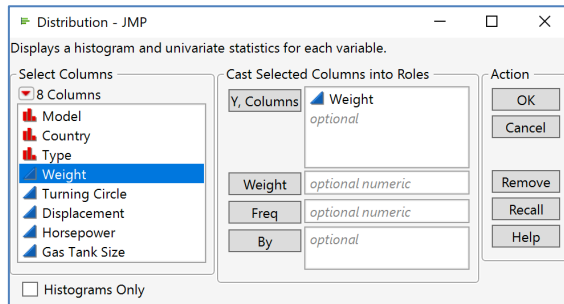 Distribution - JMP
Displays a histogram and univariate statistics for each variable.
Select Columns
8 Columns
Model
Country
Type
Weight
Turning Circle
Displacement
Horsepower
Gas Tank Size
Histograms Only
Cast Selected Columns into Roles
Y, Columns
Weight
optional
Weight
optional numeric
Freq
optional numeric
By
optional
Action
OK
Cancel
Remove
Recall
Help